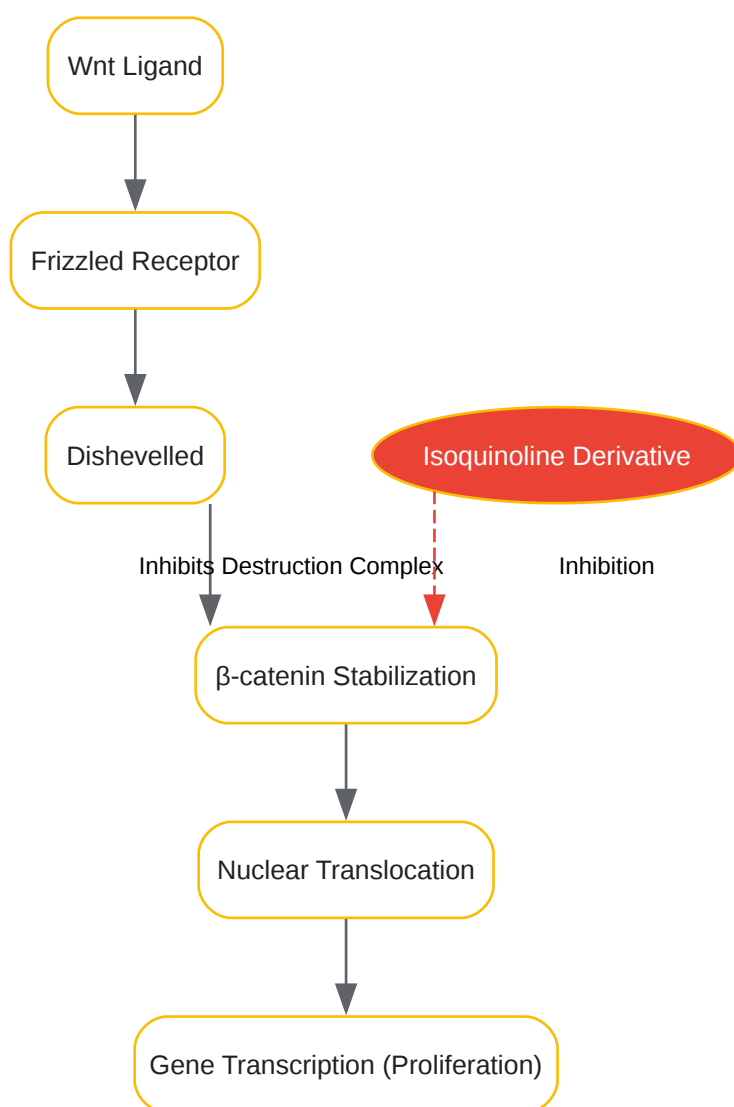 Wnt Ligand
Frizzled Receptor
Dishevelled
Isoquinoline Derivative
Inhibits Destruction Complex
Inhibition
β-catenin Stabilization
Nuclear Translocation
Gene Transcription (Proliferation)